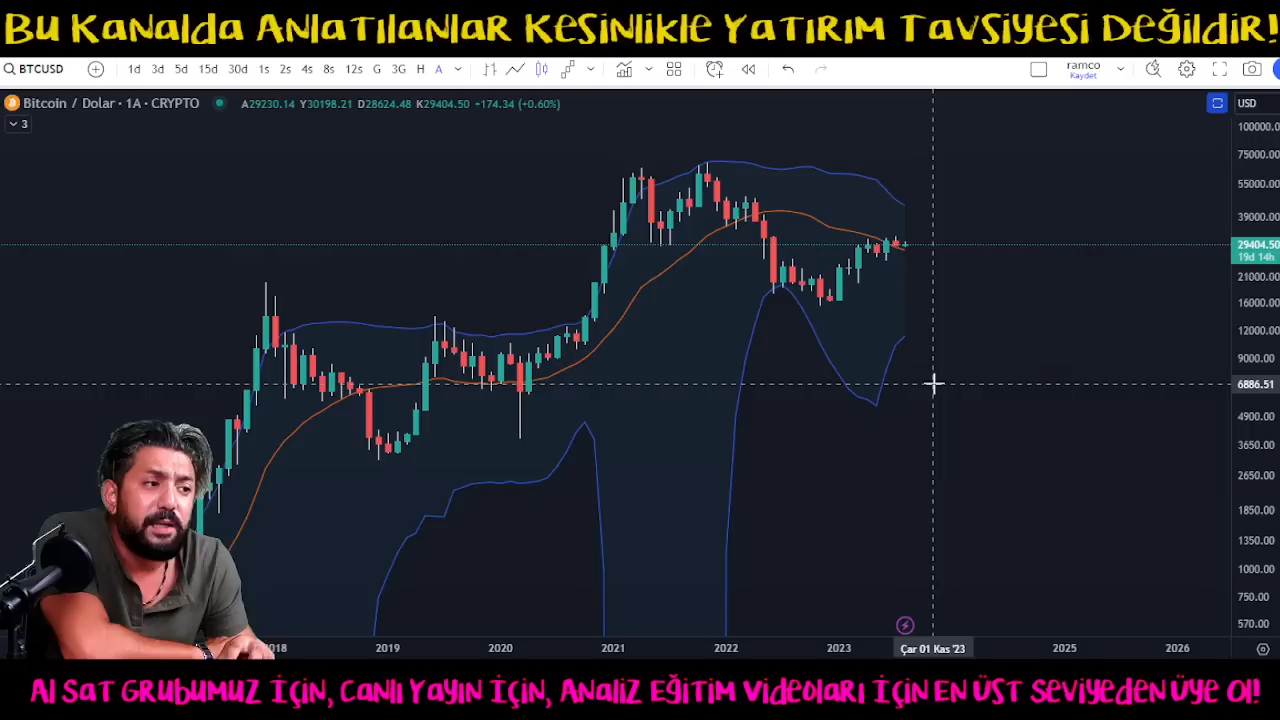 Bu Kanalda Anlatılanlar Kesinlikle Yatırım Tavsiyesi Değildir!
BTCUSD 1d 3d 5d 15d 30d 1s 2s 4s 8s 12s G 3G H A ramco
Kaydet
Bitcoin / Dolar · 1A · CRYPTO A29230.14 Y30198.21 D28624.48 K29404.50 +174.34 (+0.60%) USD
3
100000.0
75000.00
55000.00
39000.00
29404.50
19d 14h
21000.00
16000.00
12000.00
9000.00
6886.51
4900.00
3650.00
2650.00
1850.00
1350.00
1000.00
750.00
570.00
2018 2019 2020 2021 2022 2023 Çar 01 Kas '23 2025 2026
Al Sat Grubumuz İçin, Canlı Yayın İçin, Analiz Eğitim Videoları İçin En Üst Seviyeden Üye Ol!